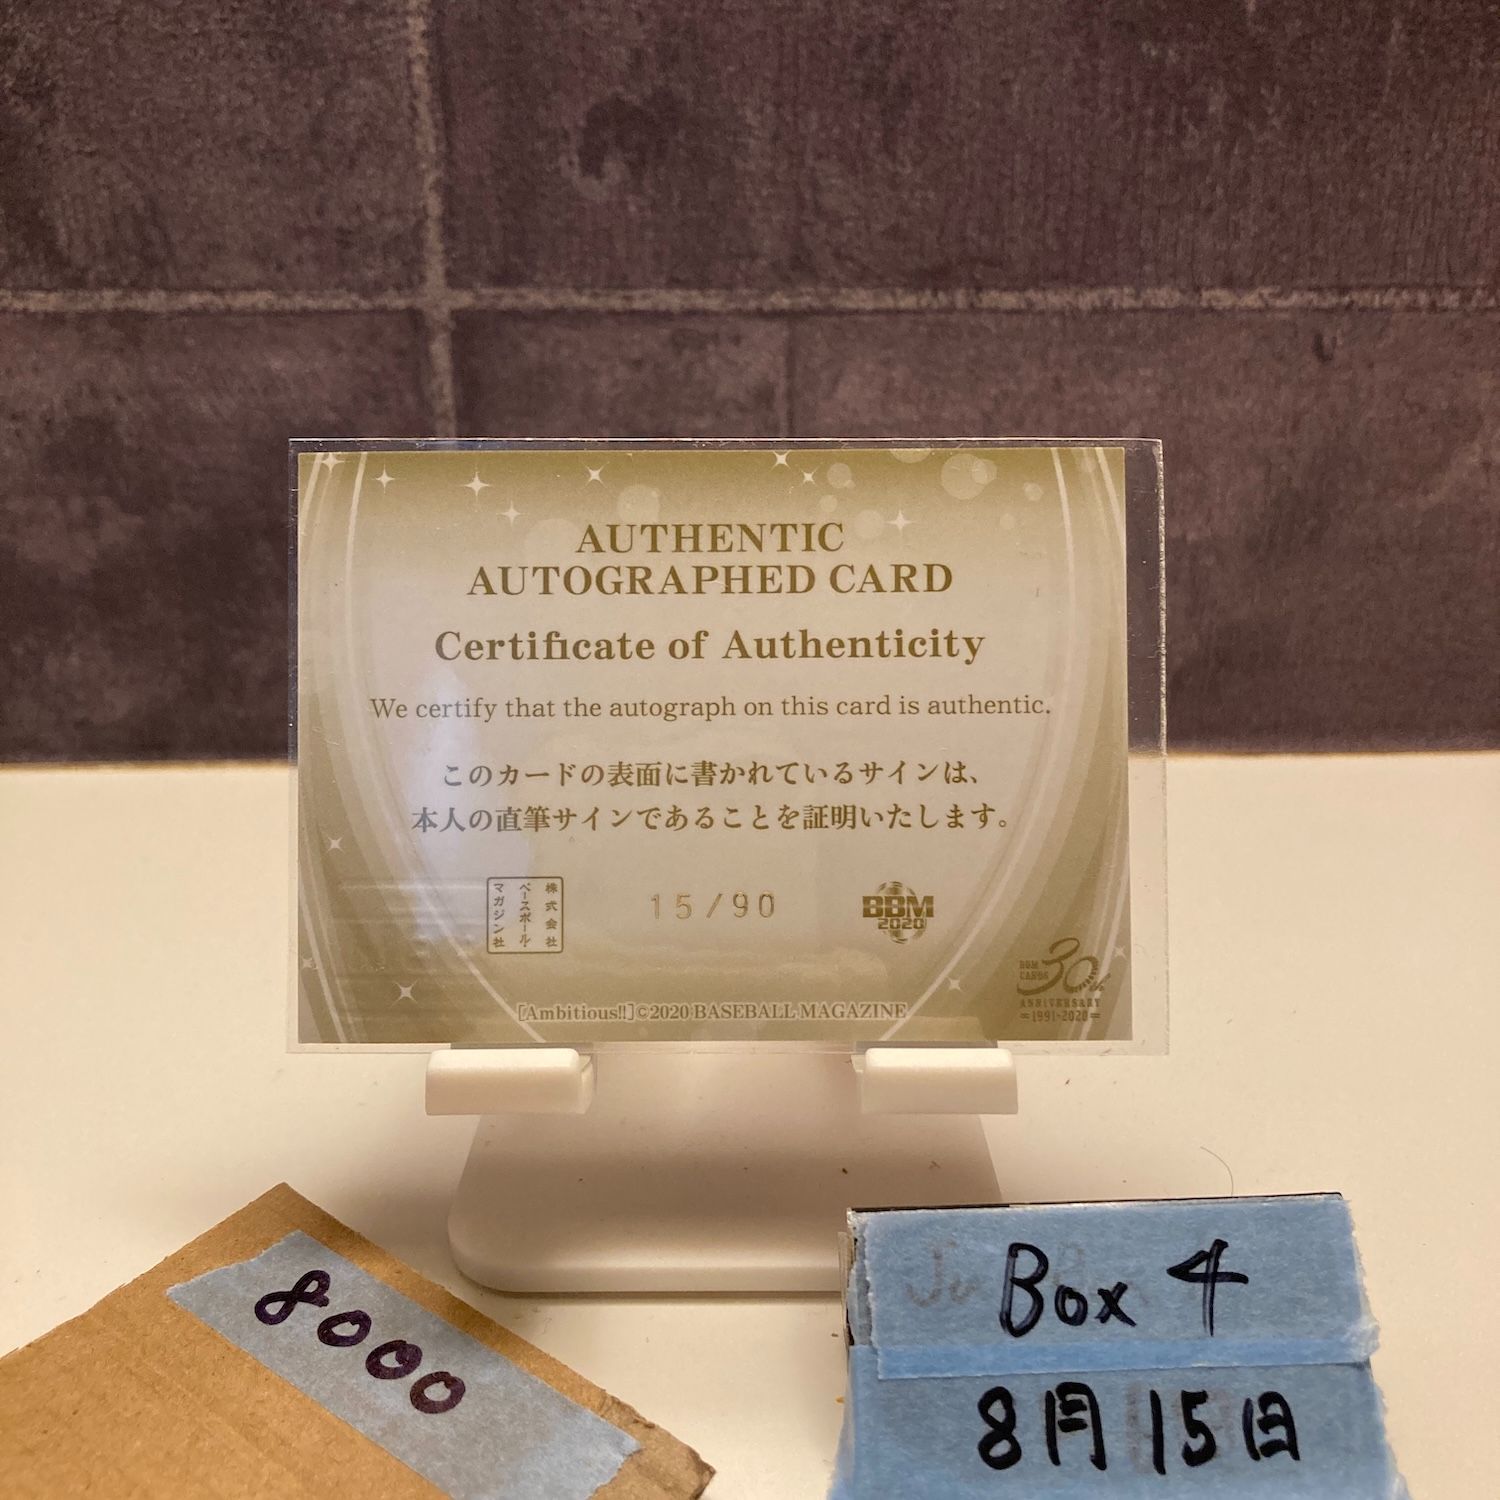 AUTHENTIC
AUTOGRAPHED CARD
Certificate of Authenticity
We certify that the autograph on this card is authentic.
このカードの表面に書かれているサインは、
本人の直筆サインであることを証明いたします。
株式会社
ベースボール・
マガジン社
15/90
BBM
2020
BBM
CARDS
30th
ANNIVERSARY
=1991-2020=
[Ambitious!!]©2020 BASEBALL MAGAZINE
8000
Box 4
8月15日